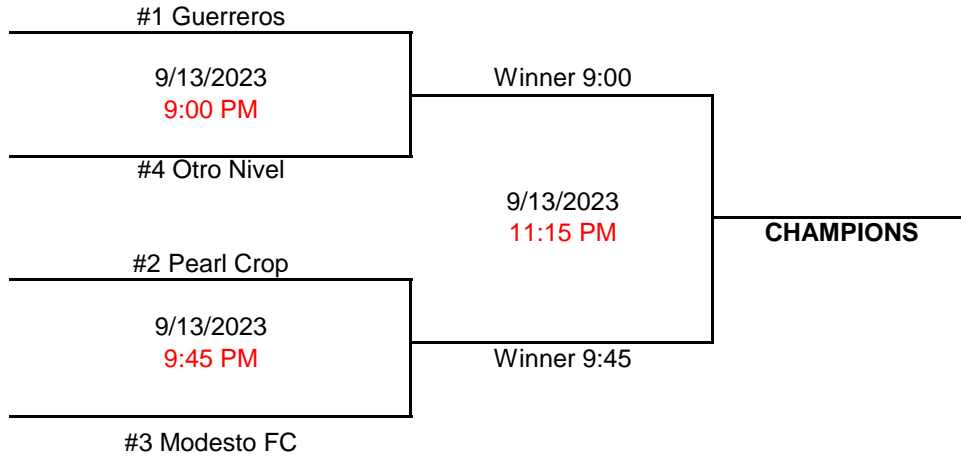 #1 Guerreros
9/13/2023
9:00 PM
Winner 9:00
#4 Otro Nivel
9/13/2023
11:15 PM
CHAMPIONS
#2 Pearl Crop
9/13/2023
9:45 PM
Winner 9:45
#3 Modesto FC